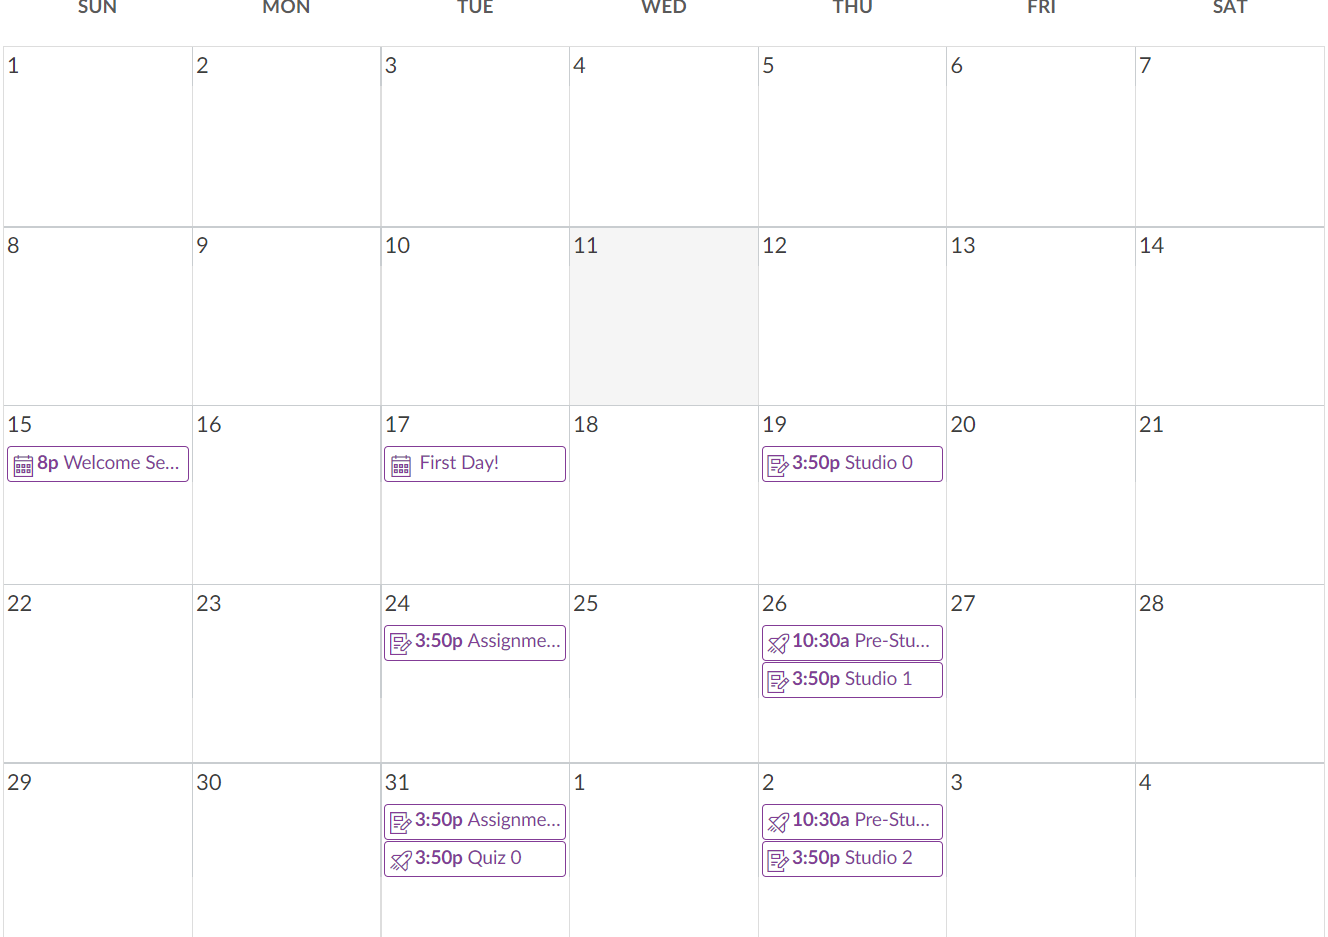 SUN MON TUE WED THU FRI SAT
1 2 3 4 5 6 7
8 9 10 11 12 13 14
15 16 17 18 19 20 21
8p Welcome Se... First Day! 3:50p Studio 0
22 23 24 25 26 27 28
3:50p Assignme... 10:30a Pre-Stu...
3:50p Studio 1
29 30 31 1 2 3 4
3:50p Assignme... 10:30a Pre-Stu...
3:50p Quiz 0 3:50p Studio 2